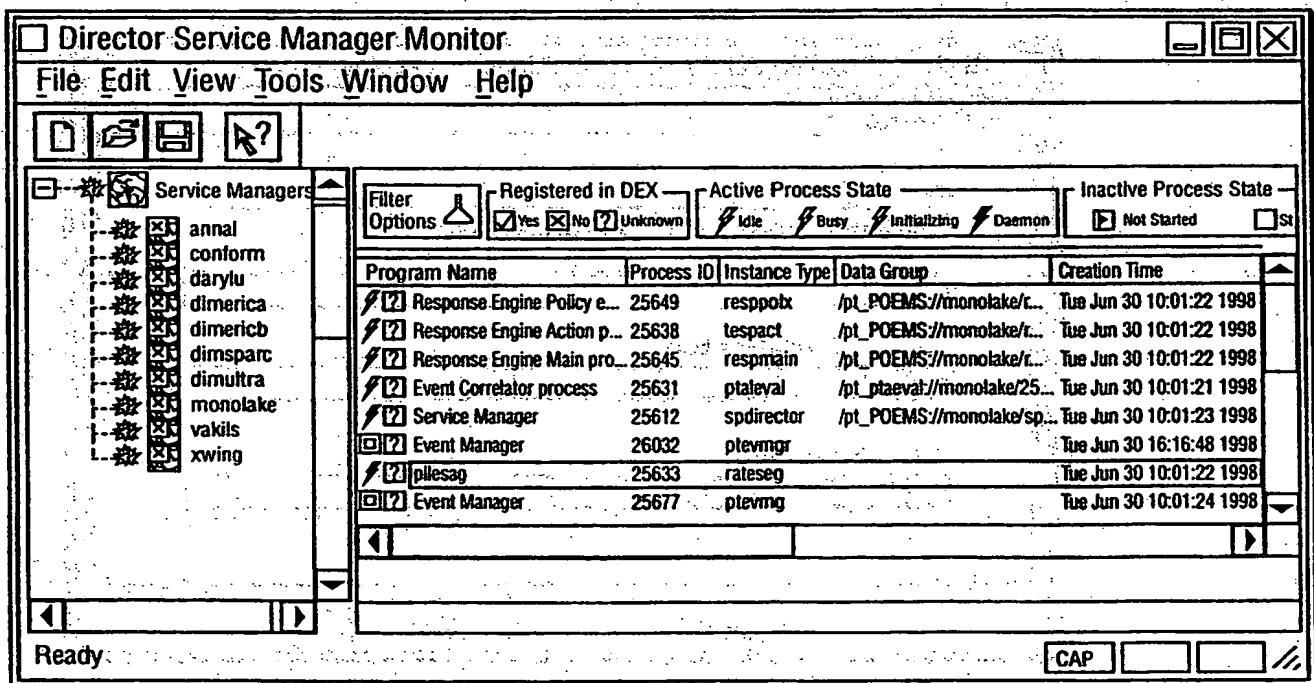 Director Service Manager Monitor
File Edit View Tools Window Help
Service Managers
annal
conform
darylu
dimerica
dimericb
dimsparc
dimultra
monolake
vakils
xwing
Filter Options
Registered in DEX
Yes No ? Unknown
Active Process State
Idle Busy Initializing Daemon
Inactive Process State
Not Started St
Program Name Process ID Instance Type Data Group Creation Time
? Response Engine Policy e... 25649 resppolx /pt_POEMS://monolake/r... Tue Jun 30 10:01:22 1998
? Response Engine Action p... 25638 tespact /pt_POEMS://monolake/r... Tue Jun 30 10:01:22 1998
? Response Engine Main pro... 25645 respmain /pt_POEMS://monolake/r... Tue Jun 30 10:01:22 1998
? Event Correlator process 25631 ptaleval /pt_ptaeval://monolake/25... Tue Jun 30 10:01:21 1998
? Service Manager 25612 spdirector /pt_POEMS://monolake/sp... Tue Jun 30 10:01:23 1998
? Event Manager 26032 ptevmgr Tue Jun 30 16:16:48 1998
? pllesag 25633 rateseg Tue Jun 30 10:01:22 1998
? Event Manager 25677 ptevmg Tue Jun 30 10:01:24 1998
Ready CAP